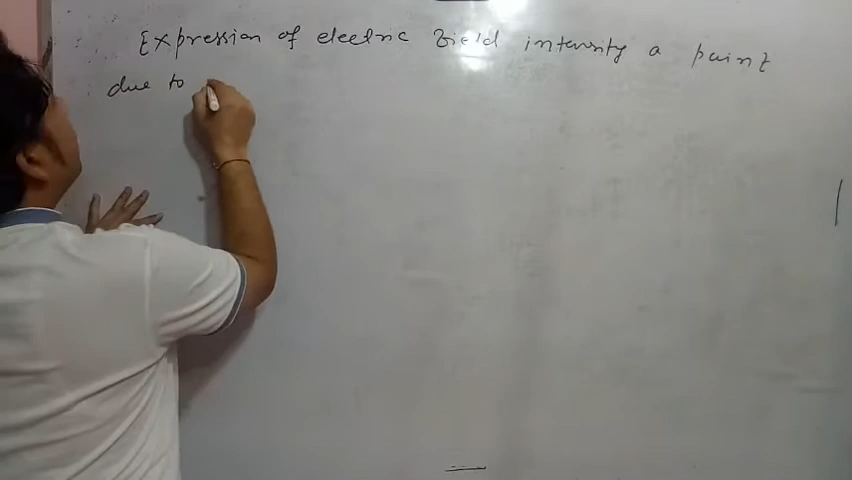 Expression of electric Field intensity a point
due to